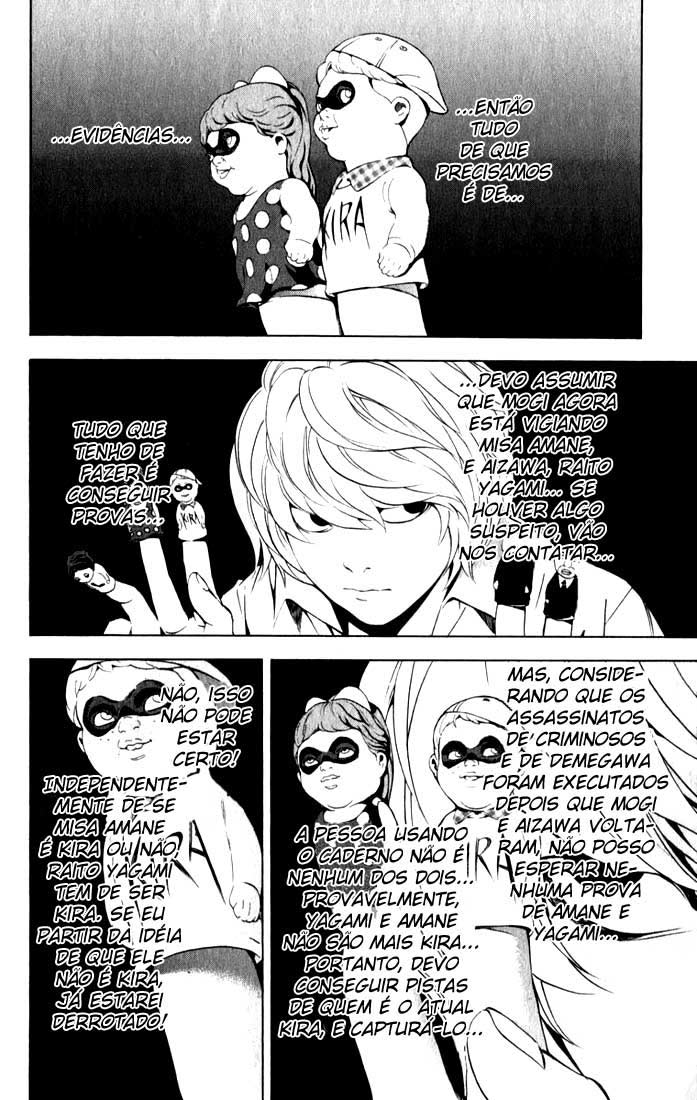 ...ENTÃO
TUDO
DE QUE
PRECISAMOS
É DE...
...EVIDÊNCIAS...
KIRA
...DEVO ASSUMIR
QUE MOGI AGORA
ESTÁ VIGIANDO
MISA AMANE,
E AIZAWA, RAITO
YAGAMI... SE
HOUVER ALGO
SUSPEITO, VÃO
NOS CONTATAR...
TUDO QUE
TENHO DE
FAZER É
CONSEGUIR
PROVAS...
KIRA
MAS, CONSIDE-
RANDO QUE OS
ASSASSINATOS
DE CRIMINOSOS
E DE DEMEGAWA
FORAM EXECUTADOS
DEPOIS QUE MOGI
E AIZAWA VOLTA-
RAM, NÃO POSSO
ESPERAR NE-
NHUMA PROVA
DE AMANE E
YAGAMI...
A PESSOA USANDO
O CADERNO NÃO É
NENHUM DOS DOIS...
PROVAVELMENTE,
YAGAMI E AMANE
NÃO SÃO MAIS KIRA...
PORTANTO, DEVO
CONSEGUIR PISTAS
DE QUEM É O ATUAL
KIRA, E CAPTURÁ-LO...
KIRA
NÃO, ISSO
NÃO PODE
ESTAR
CERTO!
INDEPENDENTE-
MENTE DE SE
MISA AMANE
É KIRA OU NÃO,
RAITO YAGAMI
TEM DE SER
KIRA. SE EU
PARTIR DA IDÉIA
DE QUE ELE
NÃO É KIRA,
JÁ ESTAREI
DERROTADO!
KIRA